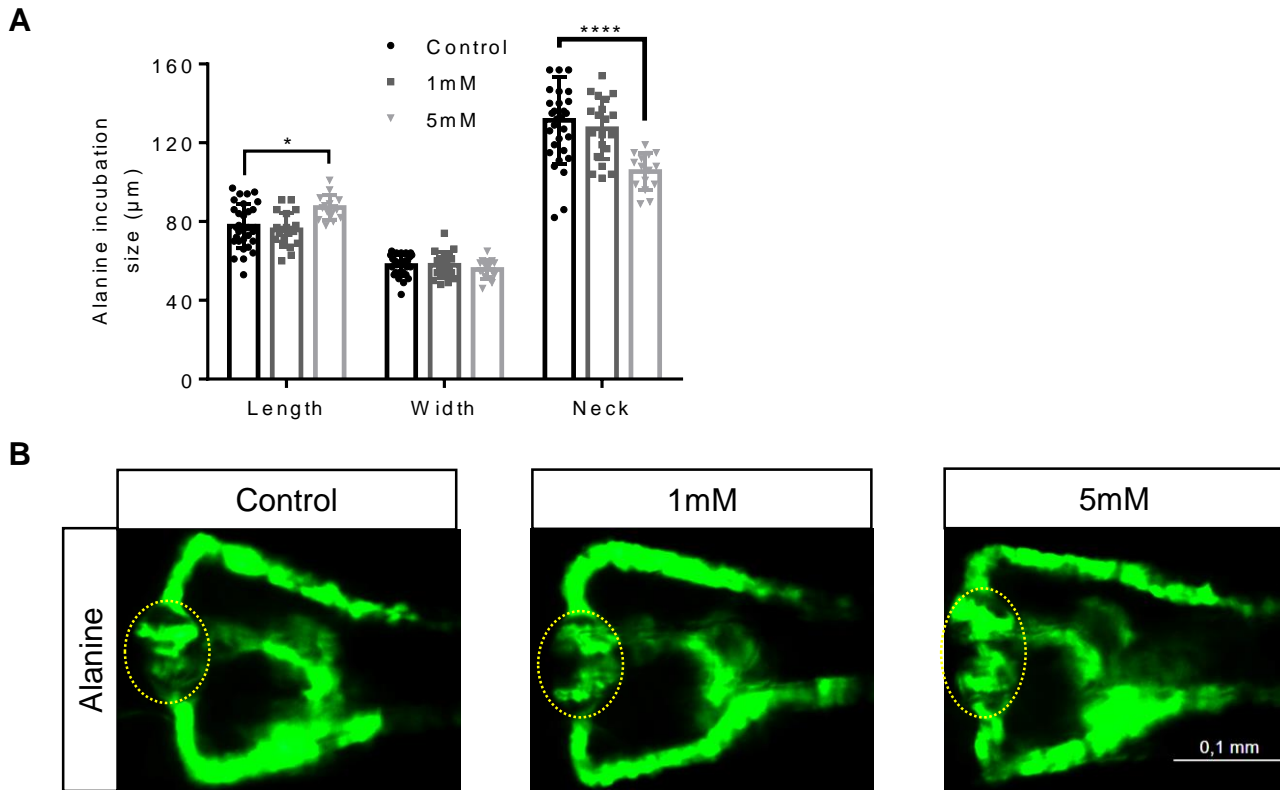 A
****
Control
1mM
5mM
*
Alanine incubation
size (µm)
160
120
80
40
0
Length
Width
Neck
B
Control
1mM
5mM
Alanine
0,1 mm